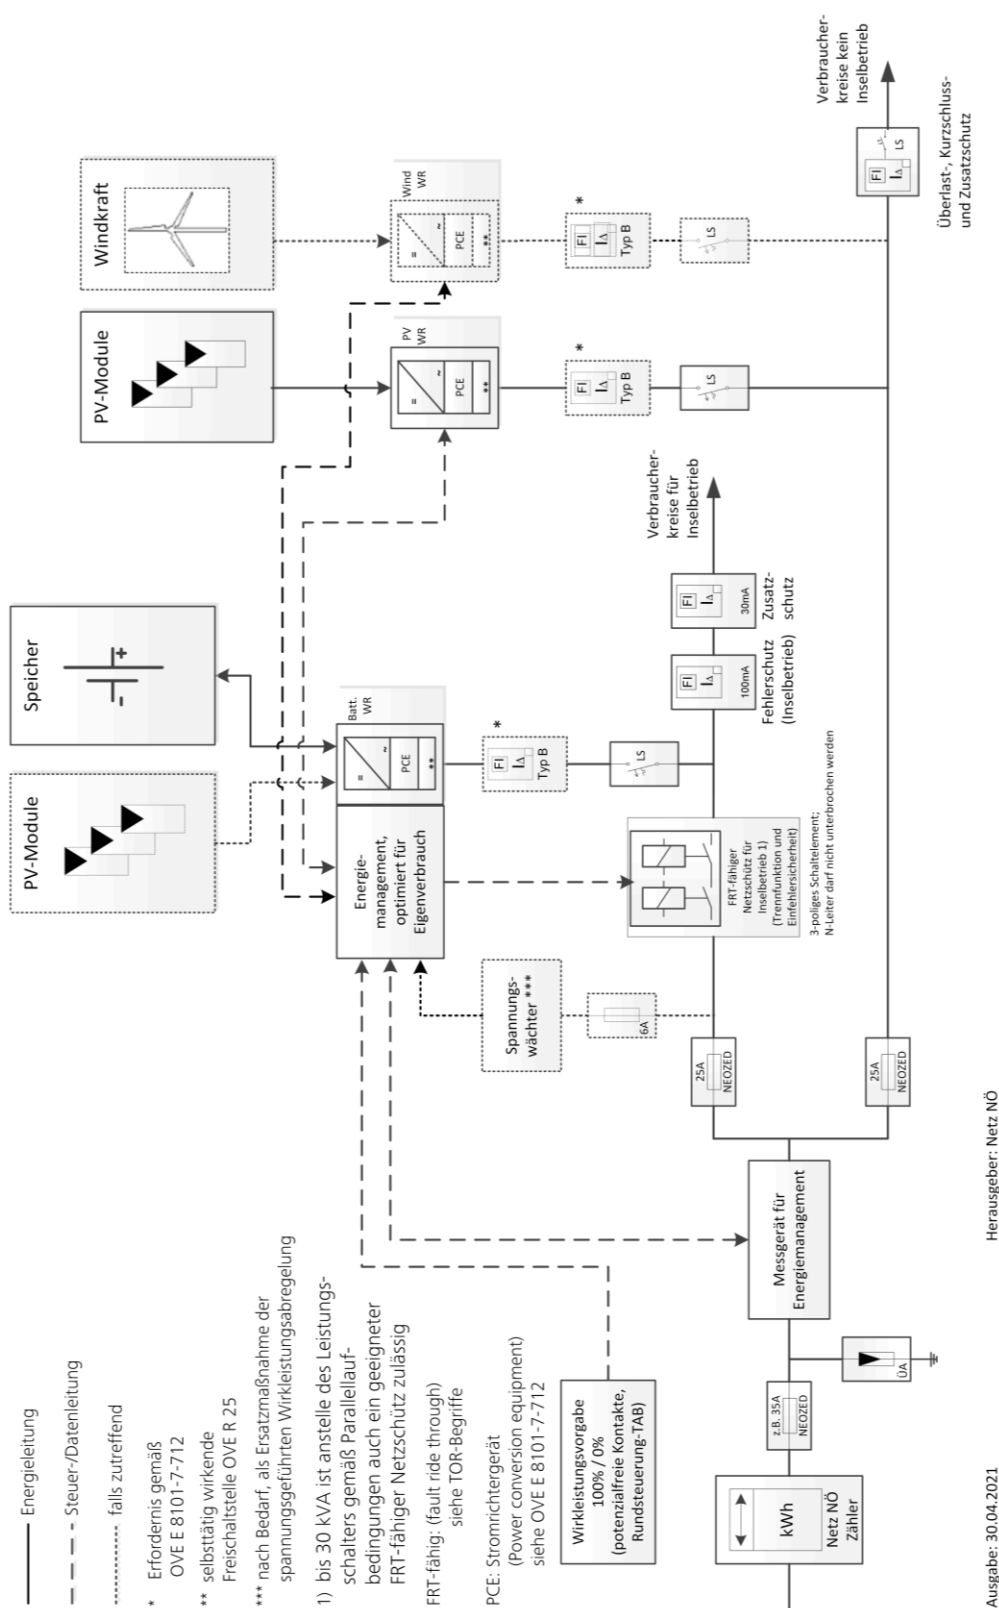 PV-Module
Speicher
PV-Module
Windkraft
Energie-
management,
optimiert für
Eigenverbrauch
Batt.
WR
=
~
PCE
**
PV
WR
=
~
PCE
**
Wind
WR
=
~
PCE
**
Spannungs-
wächter ***
6A
*
FI
IΔ
Typ B
LS
*
FI
IΔ
Typ B
LS
*
FI
IΔ
Typ B
LS
FRT-fähiger
Netzschütz für
Inselbetrieb 1)
(Trennfunktion und
Einfehlersicherheit)
3-poliges Schaltelement;
N-Leiter darf nicht unterbrochen werden
FI
IΔ
100mA
Fehlerschutz
(Inselbetrieb)
FI
IΔ
30mA
Zusatz-
schutz
Verbraucher-
kreise für
Inselbetrieb
25A
NEOZED
25A
NEOZED
FI
IΔ
LS
Verbraucher-
kreise kein
Inselbetrieb
Überlast-, Kurzschluss-
und Zusatzschutz
Energieleitung
Steuer-/Datenleitung
falls zutreffend
* Erfordernis gemäß
OVE E 8101-7-712
** selbsttätig wirkende
Freischaltstelle OVE R 25
*** nach Bedarf, als Ersatzmaßnahme der
spannungsgeführten Wirkleistungsabregelung
1) bis 30 kVA ist anstelle des Leistungs-
schalters gemäß Parallellauf-
bedingungen auch ein geeigneter
FRT-fähiger Netzschütz zulässig
FRT-fähig: (fault ride through)
siehe TOR-Begriffe
PCE: Stromrichtergerät
(Power conversion equipment)
siehe OVE E 8101-7-712
Wirkleistungsvorgabe
100% / 0%
(potenzialfreie Kontakte,
Rundsteuerung-TAB)
kWh
Netz NÖ
Zähler
z.B. 35A
NEOZED
ÜA
Messgerät für
Energiemanagement
Ausgabe: 30.04.2021
Herausgeber: Netz NÖ